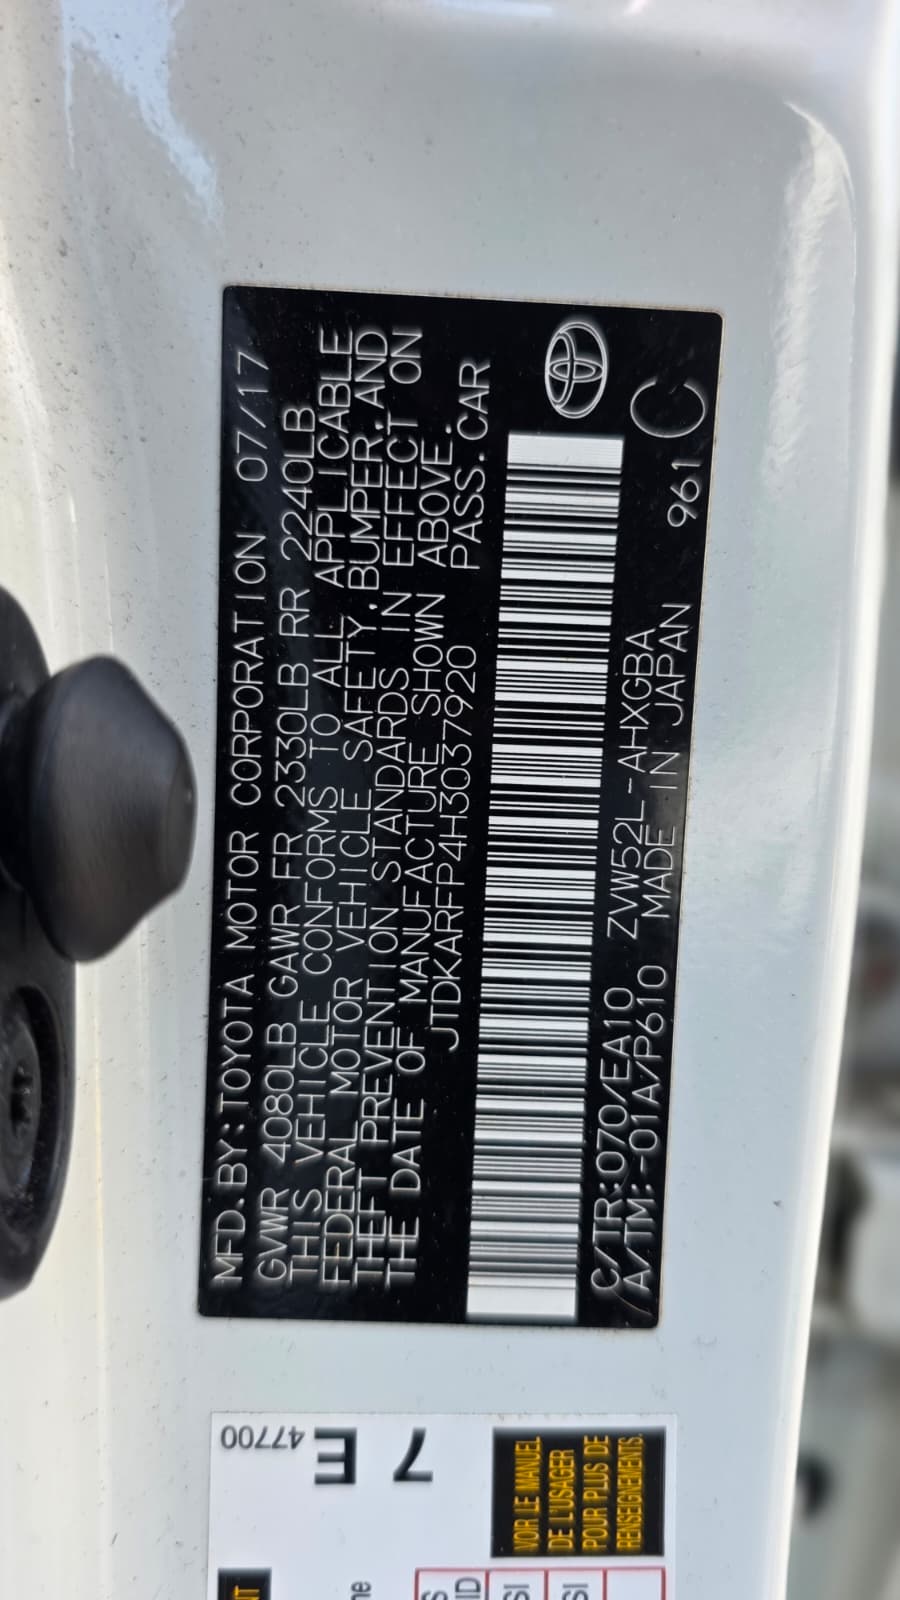 MFD.BY:TOYOTA MOTOR CORPORATION 07/17
GVWR 4080LB GAWR FR 2330LB RR 2240LB
THIS VEHICLE CONFORMS TO ALL APPLICABLE
FEDERAL MOTOR VEHICLE SAFETY, BUMPER, AND
THEFT PREVENTION STANDARDS IN EFFECT ON
THE DATE OF MANUFACTURE SHOWN ABOVE.
JTDKARFP4H3037920 PASS.CAR
C/TR:070/EA10 ZVW52L-AHXGBA
A/TM:-01A/P610 MADE IN JAPAN 961 C
47700
7E
VOIR LE MANUEL
DE L'USAGER
POUR PLUS DE
RENSEIGNEMENTS.